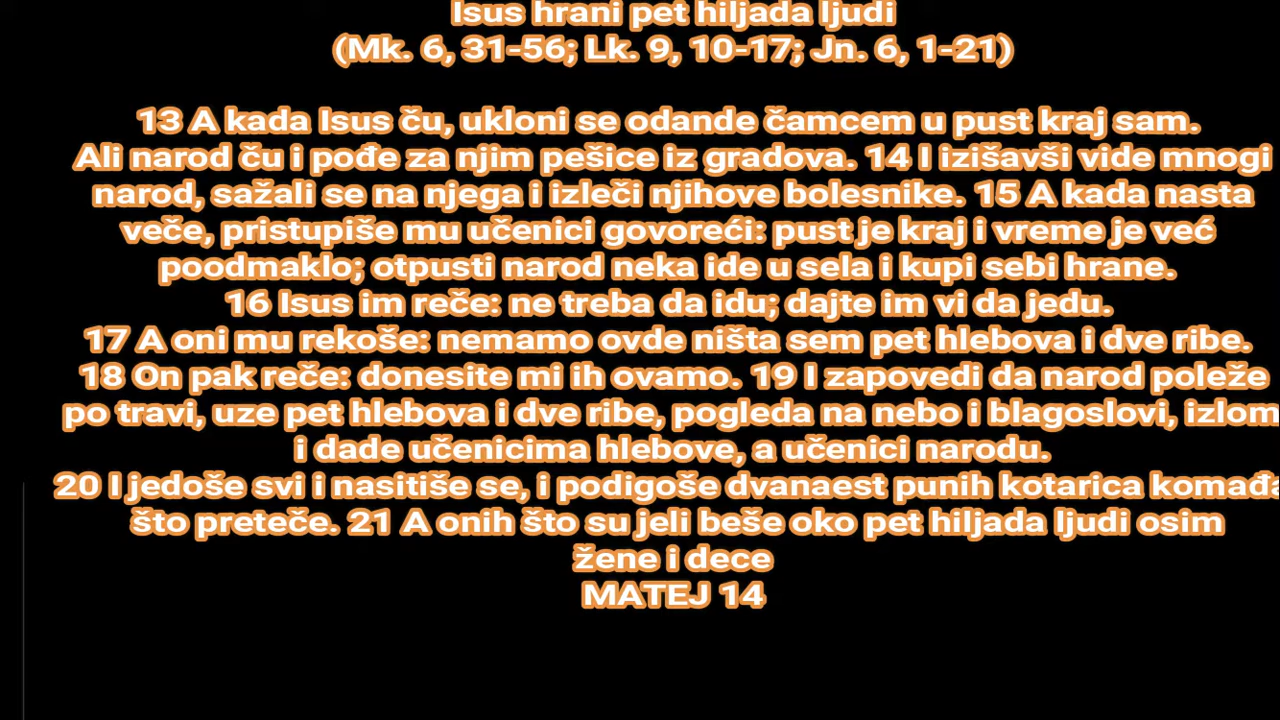 Isus hrani pet hiljada ljudi
(Mk. 6, 31-56; Lk. 9, 10-17; Jn. 6, 1-21)
13 A kada Isus ču, ukloni se odande čamcem u pust kraj sam.
Ali narod ču i pođe za njim pešice iz gradova. 14 I izišavši vide mnogi
narod, sažali se na njega i izleči njihove bolesnike. 15 A kada nasta
veče, pristupiše mu učenici govoreći: pust je kraj i vreme je već
poodmaklo; otpusti narod neka ide u sela i kupi sebi hrane.
16 Isus im reče: ne treba da idu; dajte im vi da jedu.
17 A oni mu rekoše: nemamo ovde ništa sem pet hlebova i dve ribe.
18 On pak reče: donesite mi ih ovamo. 19 I zapovedi da narod poleže
po travi, uze pet hlebova i dve ribe, pogleda na nebo i blagoslovi, izlom
i dade učenicima hlebove, a učenici narodu.
20 I jedoše svi i nasitiše se, i podigoše dvanaest punih kotarica komađa
što preteče. 21 A onih što su jeli beše oko pet hiljada ljudi osim
žene i dece
MATEJ 14